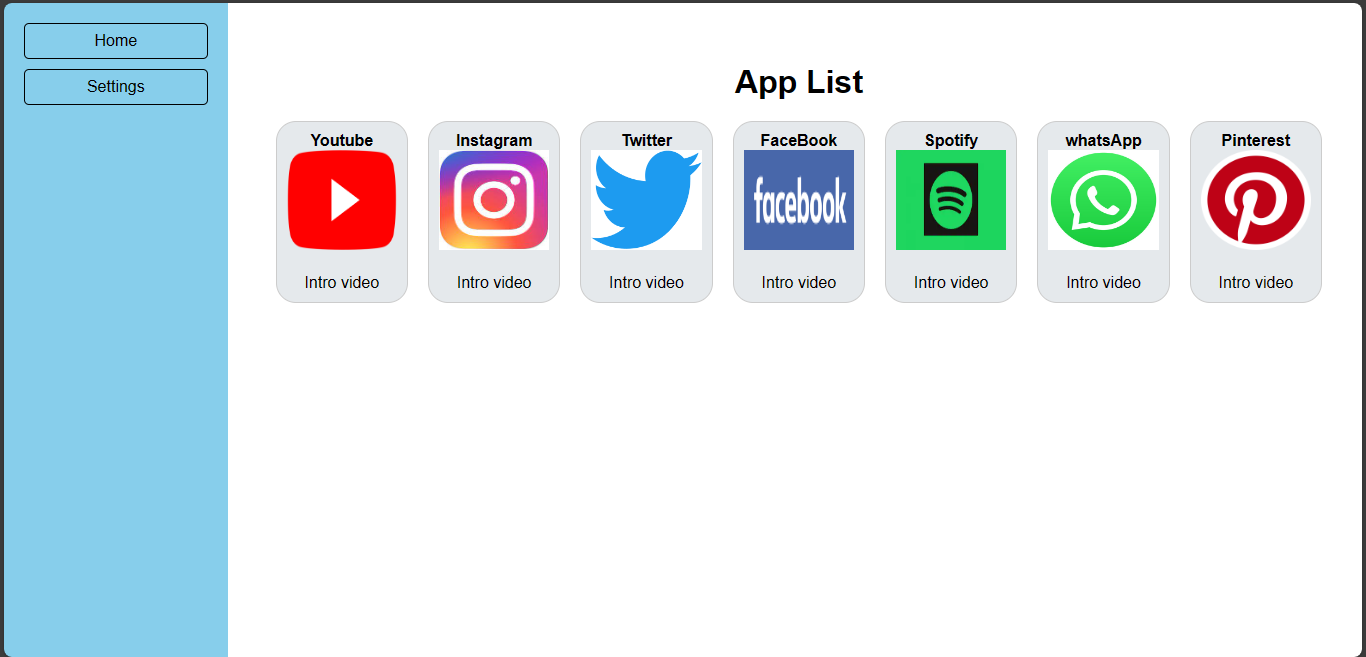 Home
Settings
App List
Youtube
Instagram
Twitter
FaceBook
Spotify
whatsApp
Pinterest
facebook
Intro video
Intro video
Intro video
Intro video
Intro video
Intro video
Intro video